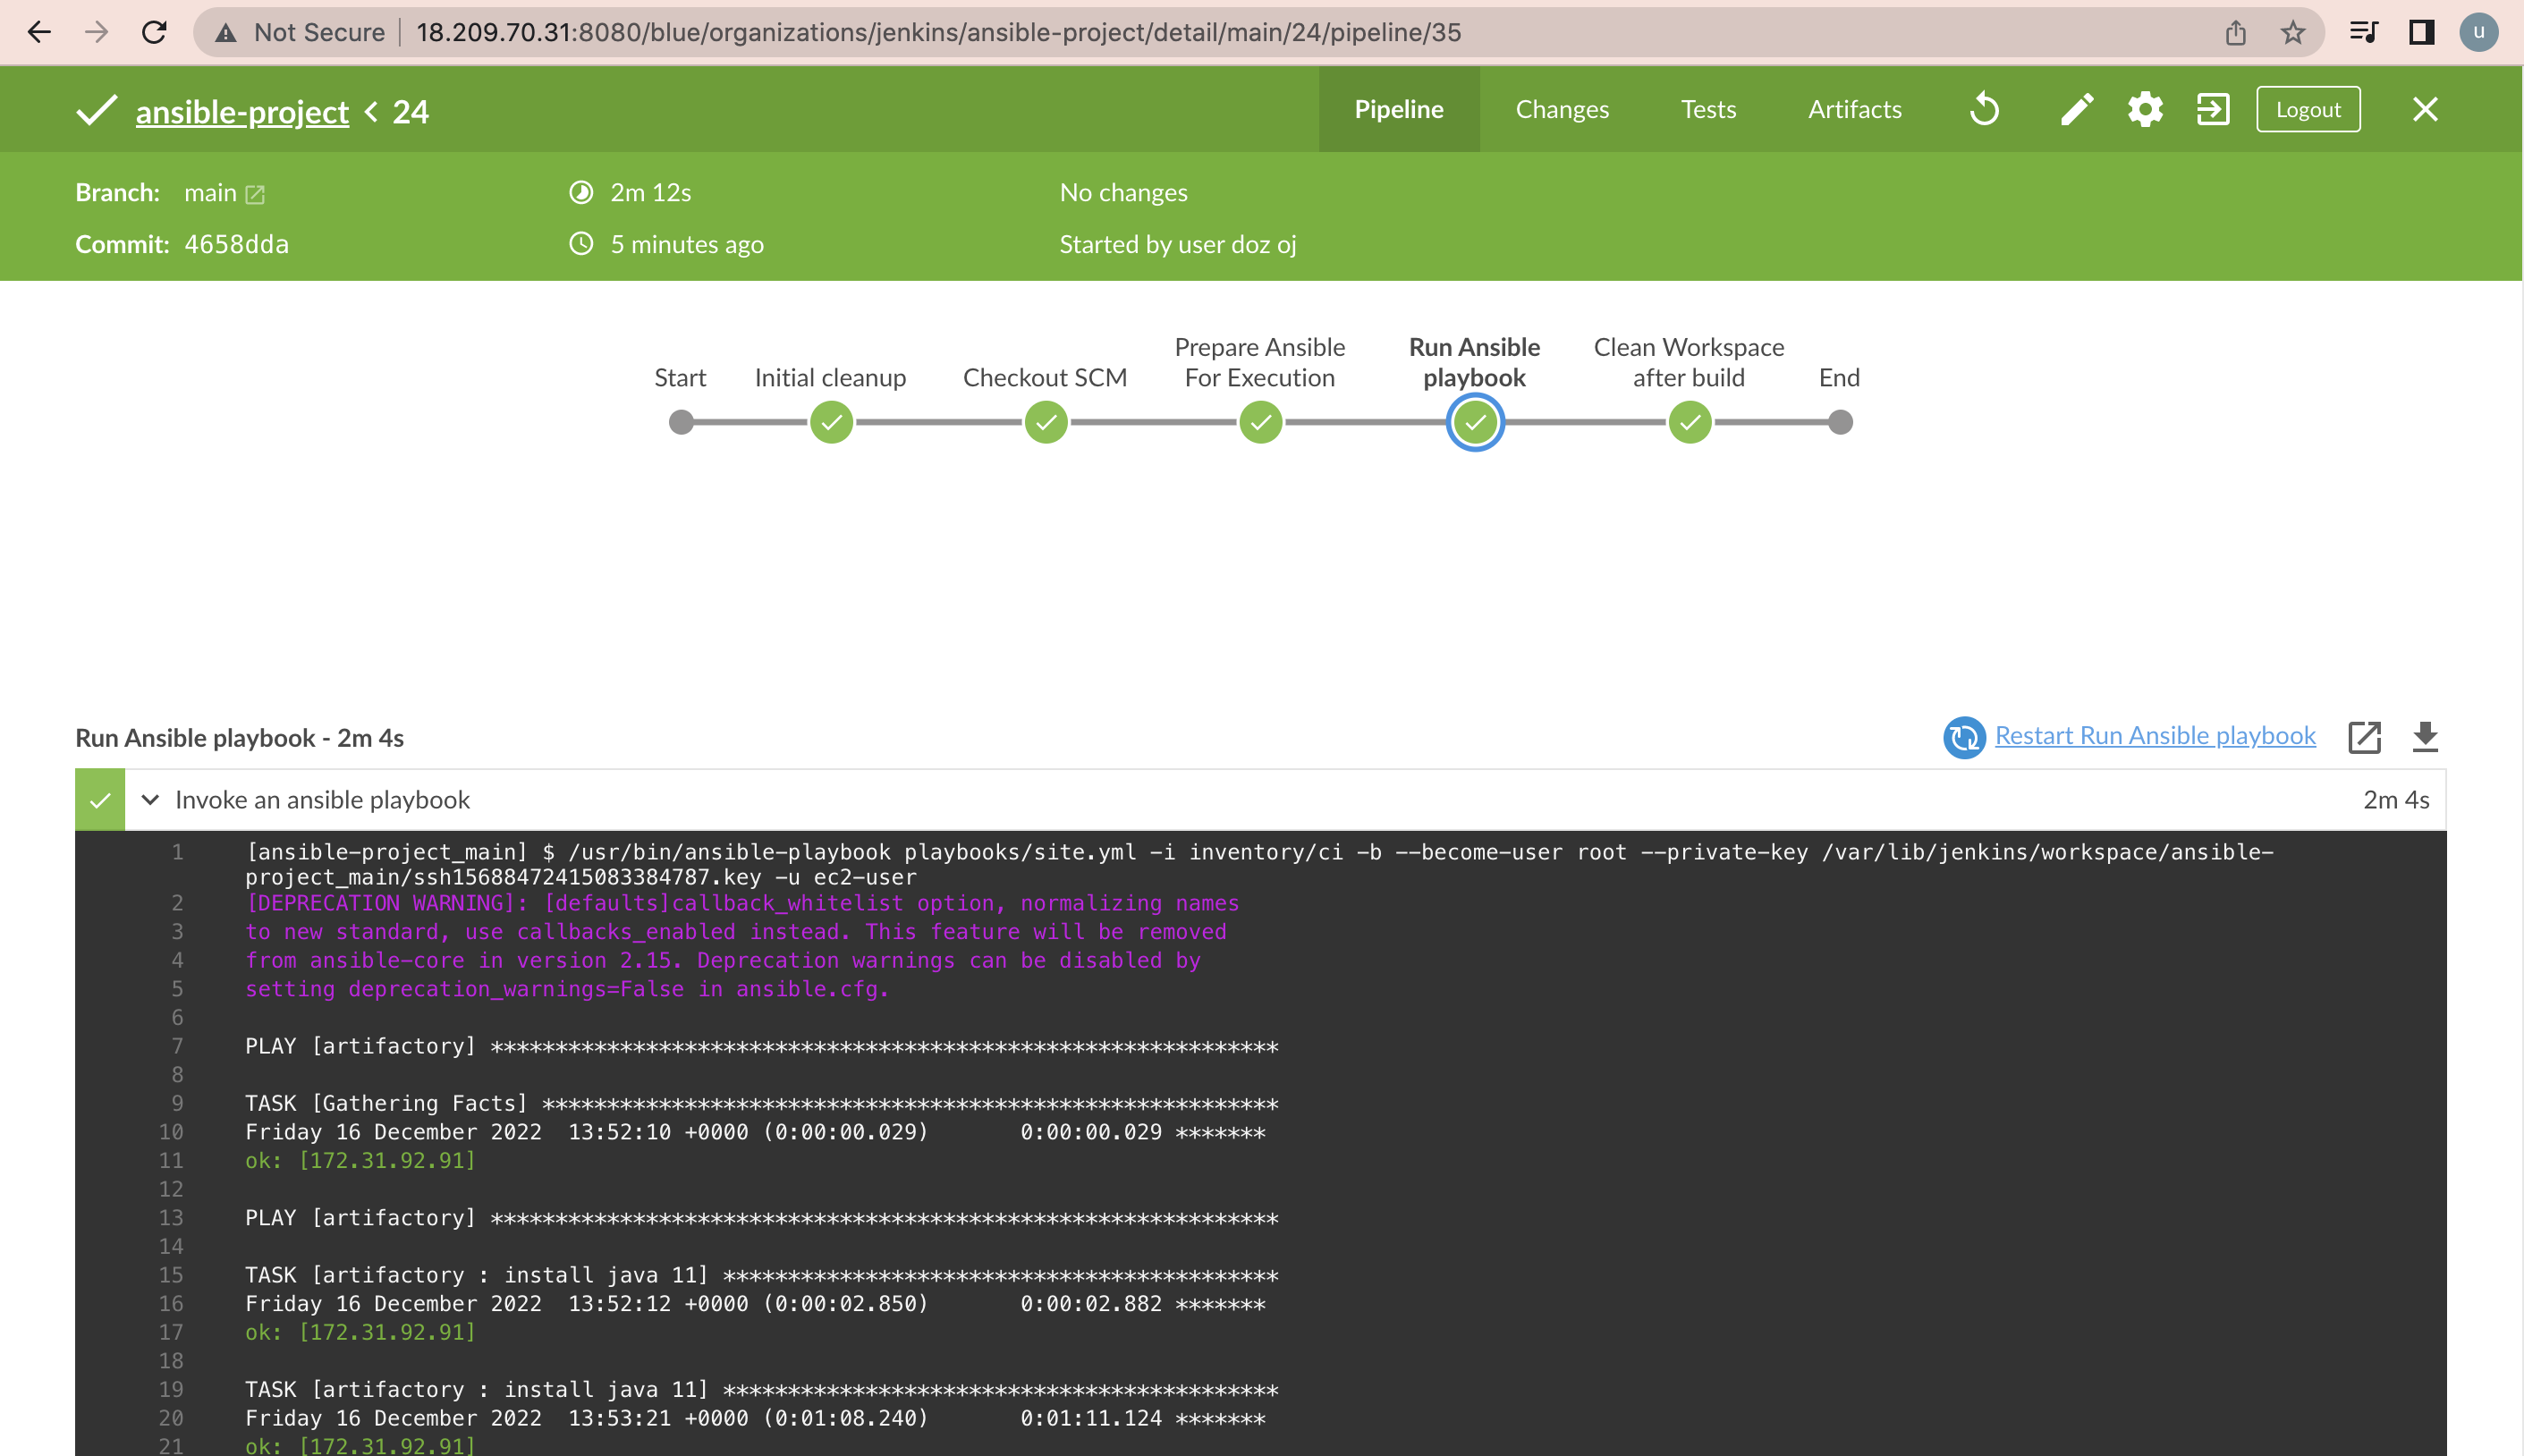 Not Secure | 18.209.70.31:8080/blue/organizations/jenkins/ansible-project/detail/main/24/pipeline/35
u
ansible-project < 24
Pipeline Changes Tests Artifacts Logout
Branch: main 2m 12s No changes
Commit: 4658dda 5 minutes ago Started by user doz oj
Prepare Ansible Run Ansible Clean Workspace
Start Initial cleanup Checkout SCM For Execution playbook after build End
Run Ansible playbook - 2m 4s Restart Run Ansible playbook
Invoke an ansible playbook 2m 4s
1 [ansible-project_main] $ /usr/bin/ansible-playbook playbooks/site.yml -i inventory/ci -b --become-user root --private-key /var/lib/jenkins/workspace/ansible-
project_main/ssh15688472415083384787.key -u ec2-user
2 [DEPRECATION WARNING]: [defaults]callback_whitelist option, normalizing names
3 to new standard, use callbacks_enabled instead. This feature will be removed
4 from ansible-core in version 2.15. Deprecation warnings can be disabled by
5 setting deprecation_warnings=False in ansible.cfg.
6
7 PLAY [artifactory] *************************************************************
8
9 TASK [Gathering Facts] *********************************************************
10 Friday 16 December 2022  13:52:10 +0000 (0:00:00.029)       0:00:00.029 *******
11 ok: [172.31.92.91]
12
13 PLAY [artifactory] *************************************************************
14
15 TASK [artifactory : install java 11] *******************************************
16 Friday 16 December 2022  13:52:12 +0000 (0:00:02.850)       0:00:02.882 *******
17 ok: [172.31.92.91]
18
19 TASK [artifactory : install java 11] *******************************************
20 Friday 16 December 2022  13:53:21 +0000 (0:01:08.240)       0:01:11.124 *******
21 ok: [172.31.92.91]